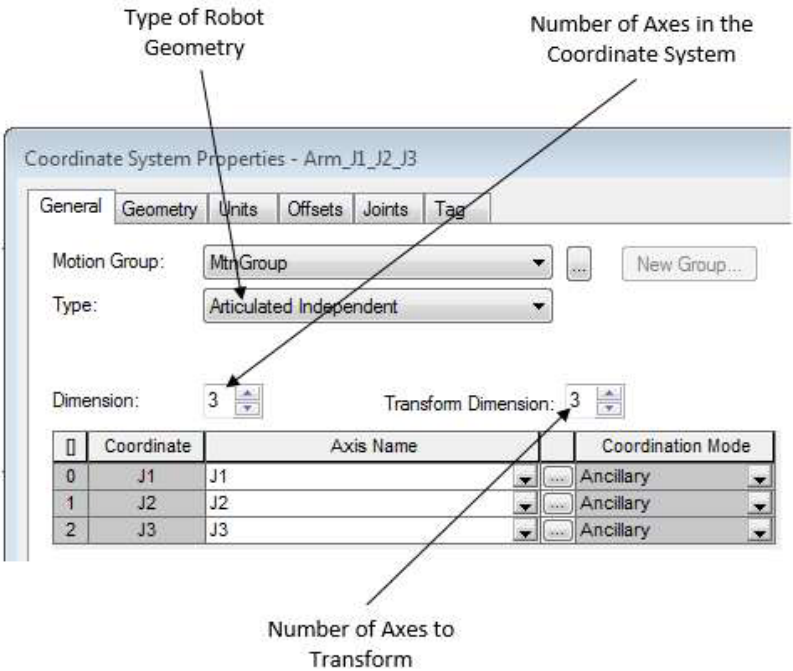 Type of Robot
Geometry
Number of Axes in the
Coordinate System
Coordinate System Properties - Arm_J1_J2_J3
General Geometry Units Offsets Joints Tag
Motion Group: MtnGroup ... New Group...
Type: Articulated Independent
Dimension: 3 Transform Dimension: 3
[] Coordinate Axis Name Coordination Mode
0 J1 J1 ... Ancillary
1 J2 J2 ... Ancillary
2 J3 J3 ... Ancillary
Number of Axes to
Transform